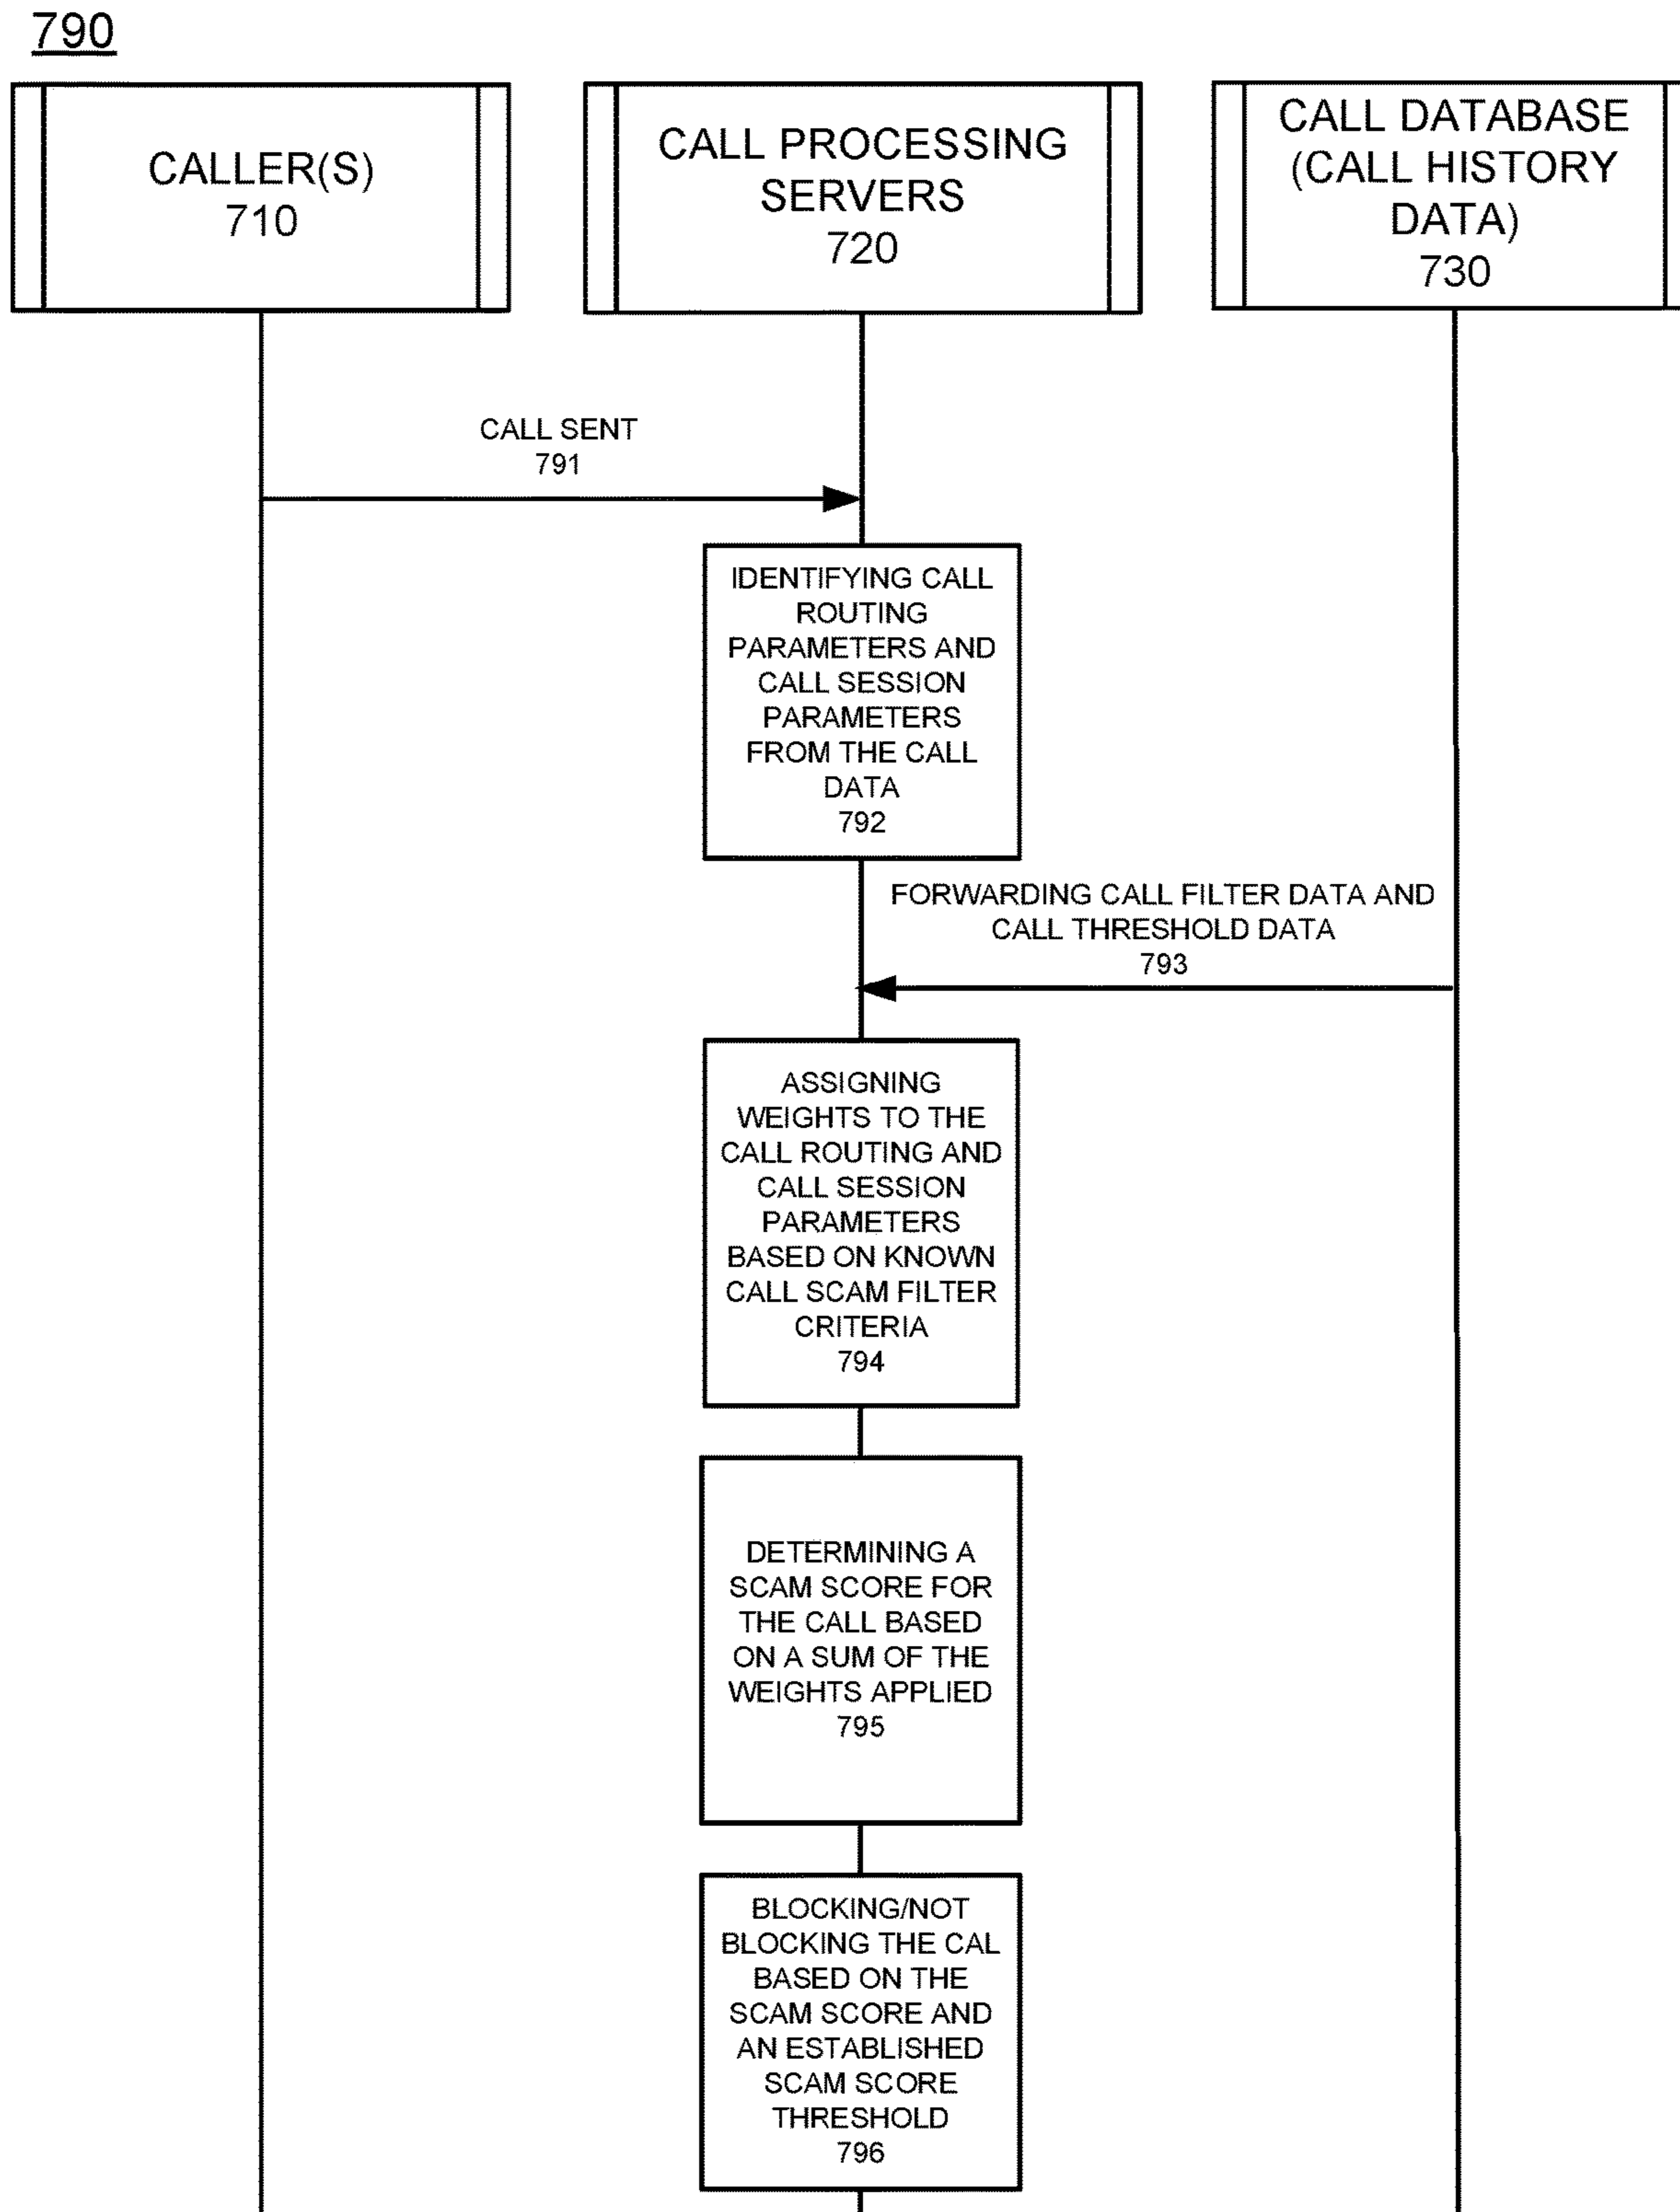 790
CALLER(S)
710
CALL PROCESSING
SERVERS
720
CALL DATABASE
(CALL HISTORY
DATA)
730
CALL SENT
791
IDENTIFYING CALL
ROUTING
PARAMETERS AND
CALL SESSION
PARAMETERS
FROM THE CALL
DATA
792
FORWARDING CALL FILTER DATA AND
CALL THRESHOLD DATA
793
ASSIGNING
WEIGHTS TO THE
CALL ROUTING AND
CALL SESSION
PARAMETERS
BASED ON KNOWN
CALL SCAM FILTER
CRITERIA
794
DETERMINING A
SCAM SCORE FOR
THE CALL BASED
ON A SUM OF THE
WEIGHTS APPLIED
795
BLOCKING/NOT
BLOCKING THE CAL
BASED ON THE
SCAM SCORE AND
AN ESTABLISHED
SCAM SCORE
THRESHOLD
796